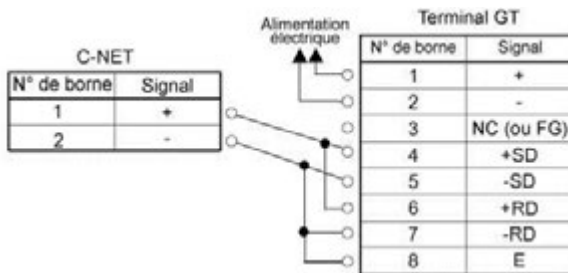 Alimentation
électrique
Terminal GT
N° de borne Signal
1 +
2 -
3 NC (ou FG)
4 +SD
5 -SD
6 +RD
7 -RD
8 E
C-NET
N° de borne Signal
1 +
2 -